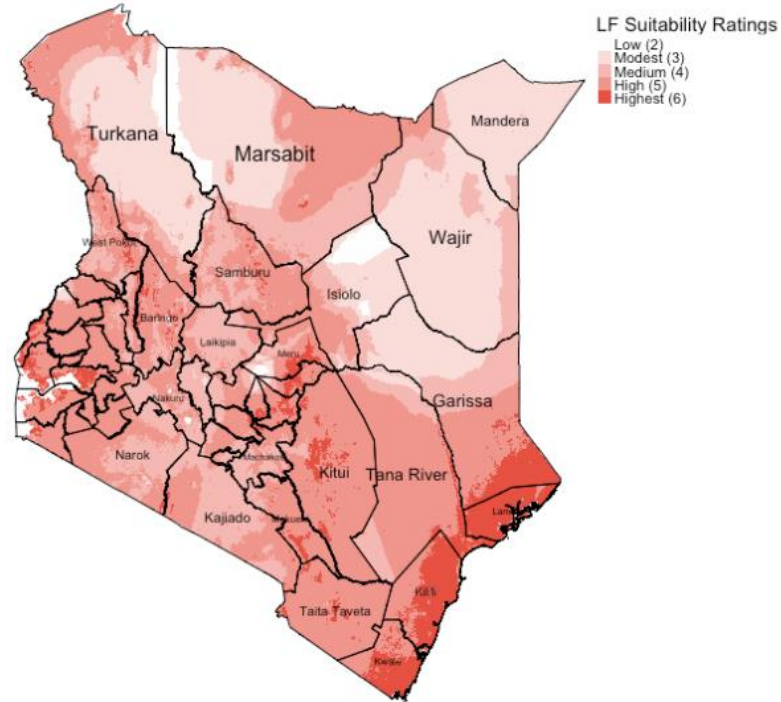 LF Suitability Ratings
Low (2)
Modest (3)
Medium (4)
High (5)
Highest (6)
Mandera
Turkana
Marsabit
Wajir
West Pokot
Samburu
Isiolo
Baringo
Laikipia
Meru
Nakuru
Garissa
Narok
Machakos
Kitui
Tana River
Lamu
Kajiado
Makueni
Kilifi
Taita Taveta
Kwale